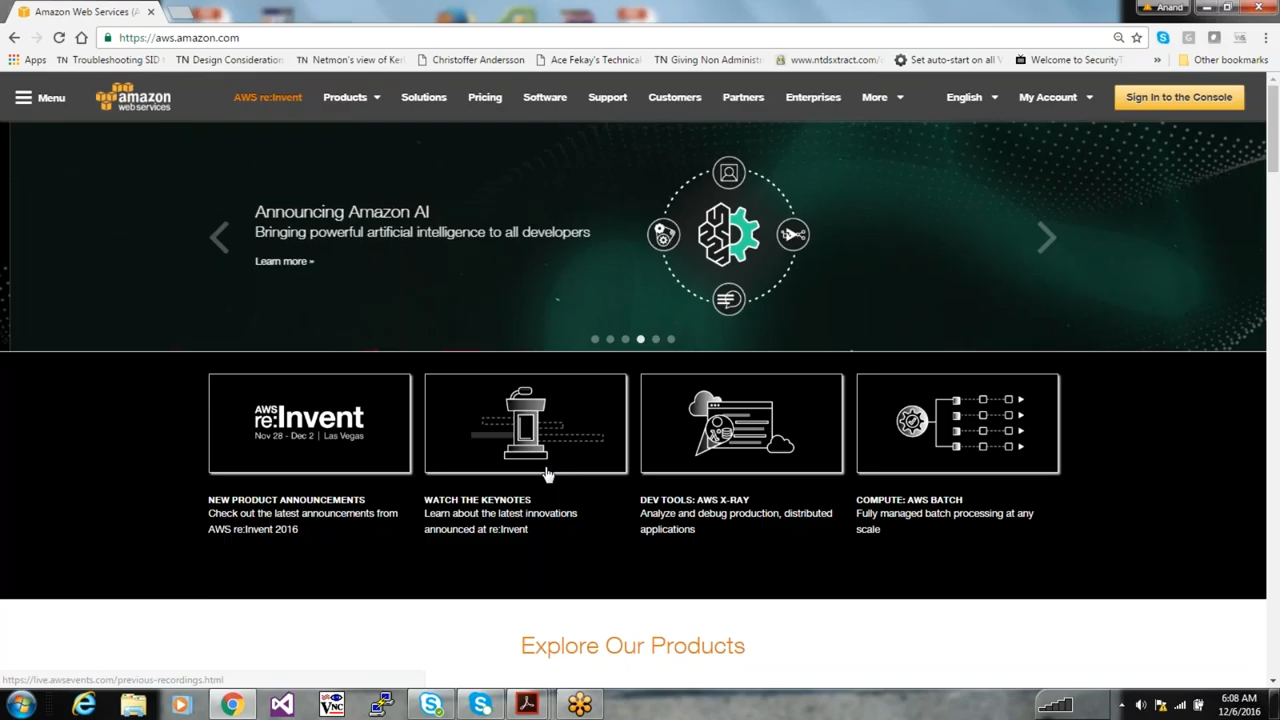 Amazon Web Services (A
Anand
https://aws.amazon.com
Apps
TN Troubleshooting SID
TN Design Consideration
TN Netmon's view of Ker
Christoffer Andersson
Ace Fekay's Technical
TN Giving Non Adminis
www.ntdsxtract.com/
Set auto-start on all V
Welcome to SecurityT
»
Other bookmarks
Menu
amazon
web services
AWS re:Invent
Products
Solutions
Pricing
Software
Support
Customers
Partners
Enterprises
More
English
My Account
Sign In to the Console
Announcing Amazon AI
Bringing powerful artificial intelligence to all developers
Learn more »
AWS
re:Invent
Nov 28 - Dec 2 | Las Vegas
NEW PRODUCT ANNOUNCEMENTS
Check out the latest announcements from
AWS re:Invent 2016
WATCH THE KEYNOTES
Learn about the latest innovations
announced at re:Invent
DEV TOOLS: AWS X-RAY
Analyze and debug production, distributed
applications
COMPUTE: AWS BATCH
Fully managed batch processing at any
scale
Explore Our Products
https://live.awsevents.com/previous-recordings.html
VNC
6:08 AM
12/6/2016